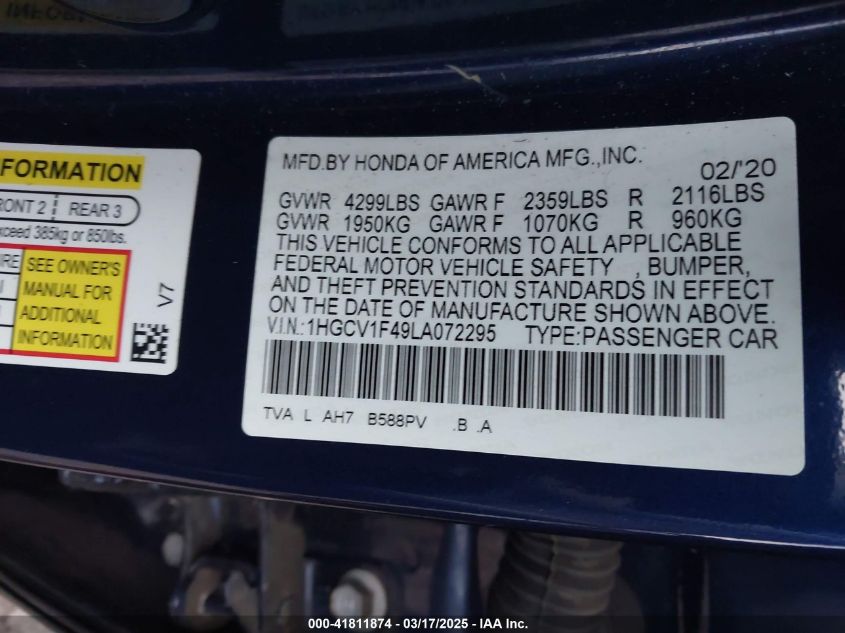 FORMATION
FRONT 2 REAR 3
exceed 385kg or 850lbs.
SEE OWNER'S
MANUAL FOR
ADDITIONAL
INFORMATION
V7
MFD.BY HONDA OF AMERICA MFG.,INC.
02/'20
GVWR 4299LBS GAWR F 2359LBS R 2116LBS
GVWR 1950KG GAWR F 1070KG R 960KG
THIS VEHICLE CONFORMS TO ALL APPLICABLE
FEDERAL MOTOR VEHICLE SAFETY , BUMPER,
AND THEFT PREVENTION STANDARDS IN EFFECT
ON THE DATE OF MANUFACTURE SHOWN ABOVE.
V.I.N.:1HGCV1F49LA072295 TYPE:PASSENGER CAR
TVA L AH7 B588PV .B .A
000-41811874 - 03/17/2025 - IAA Inc.